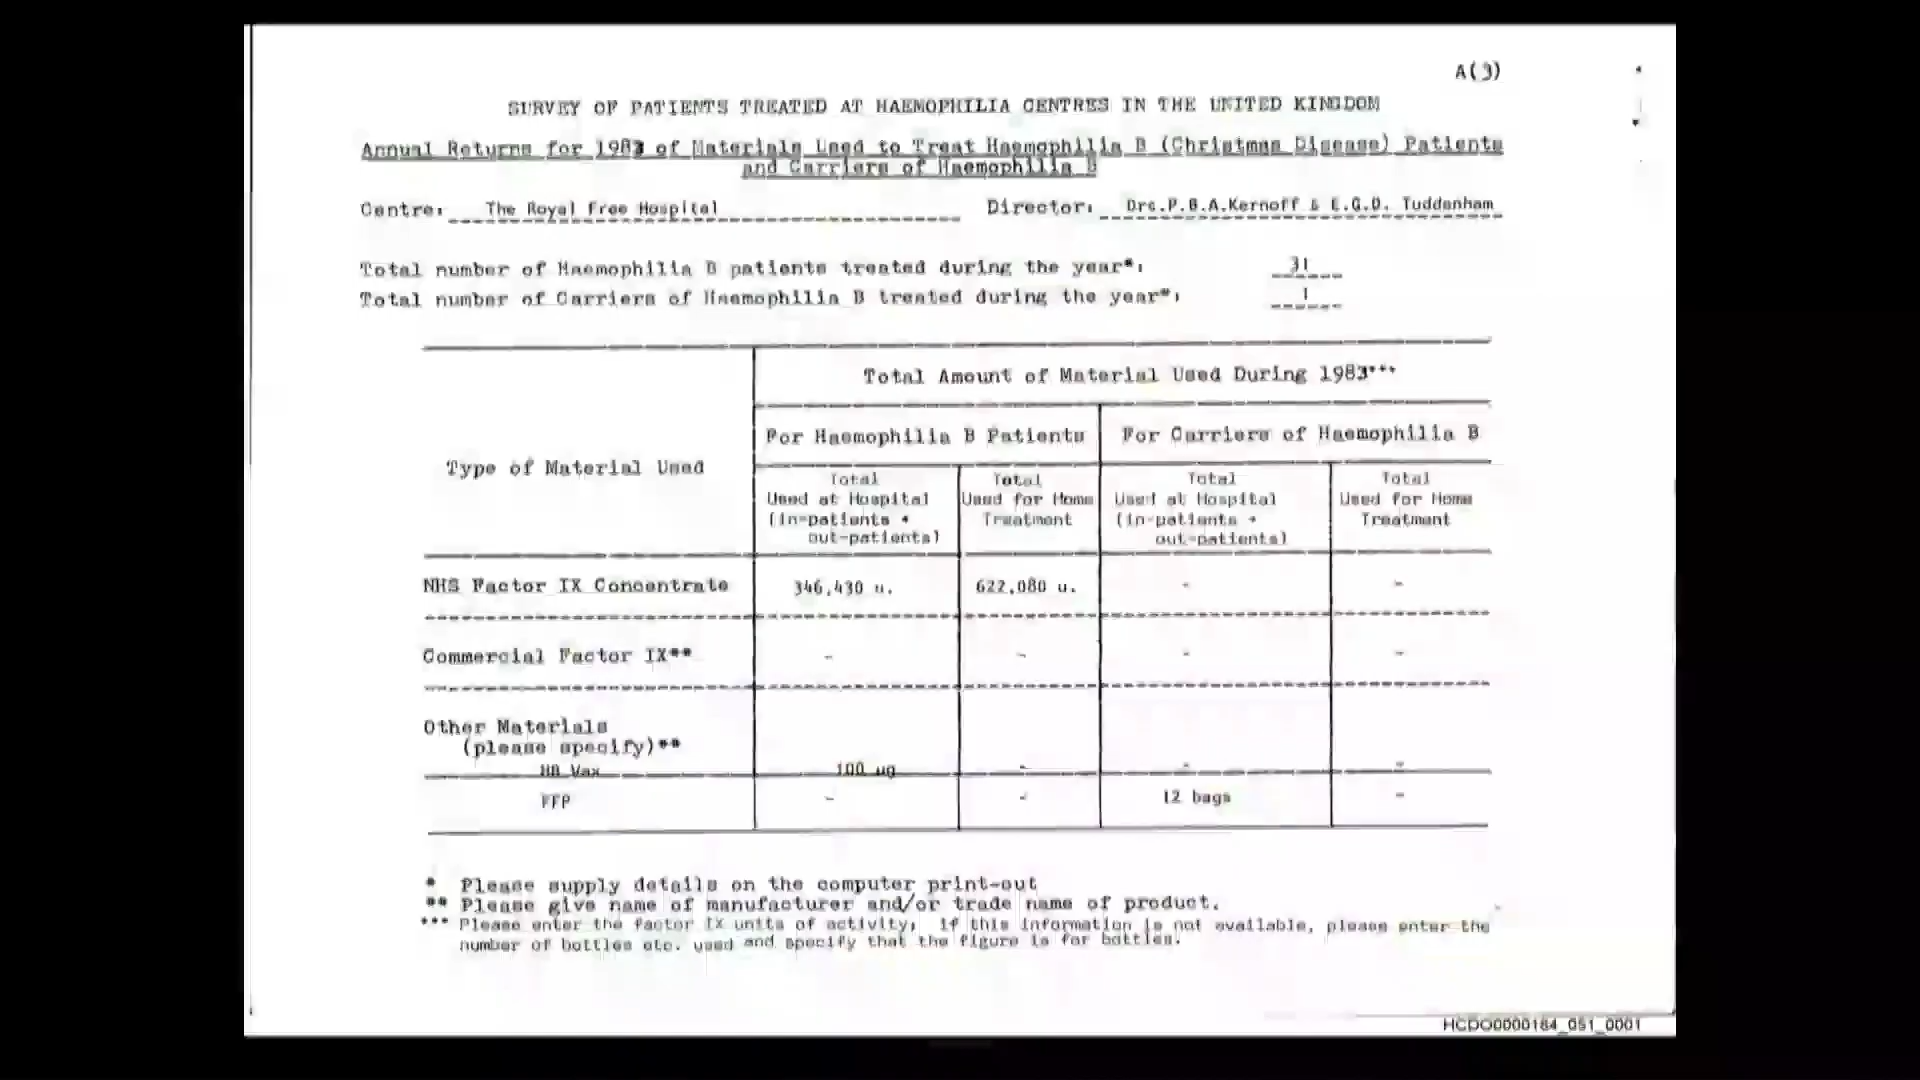 A(3)
SURVEY OF PATIENTS TREATED AT HAEMOPHILIA CENTRES IN THE UNITED KINGDOM
Annual Returns for 1983 of Materials Used to Treat Haemophilia B (Christmas Disease) Patients
and Carriers of Haemophilia B
Centre: The Royal Free Hospital Director: Drs.P.B.A.Kernoff & E.G.D. Tuddenham
Total number of Haemophilia B patients treated during the year*: 31
Total number of Carriers of Haemophilia B treated during the year*: 1
Total Amount of Material Used During 1983***
For Haemophilia B Patients For Carriers of Haemophilia B
Type of Material Used
Total Total Total Total
Used at Hospital Used for Home Used at Hospital Used for Home
(in-patients + Treatment (in-patients + Treatment
out-patients) out-patients)
NHS Factor IX Concentrate 346,430 u. 622,080 u. - -
Commercial Factor IX** - - - -
Other Materials
(please specify)**
HB Vax 100 ug - - -
FFP - - 12 bags -
* Please supply details on the computer print-out
** Please give name of manufacturer and/or trade name of product.
*** Please enter the factor IX units of activity; if this information is not available, please enter the
number of bottles etc. used and specify that the figure is for bottles.
HCDO0000184_051_0001